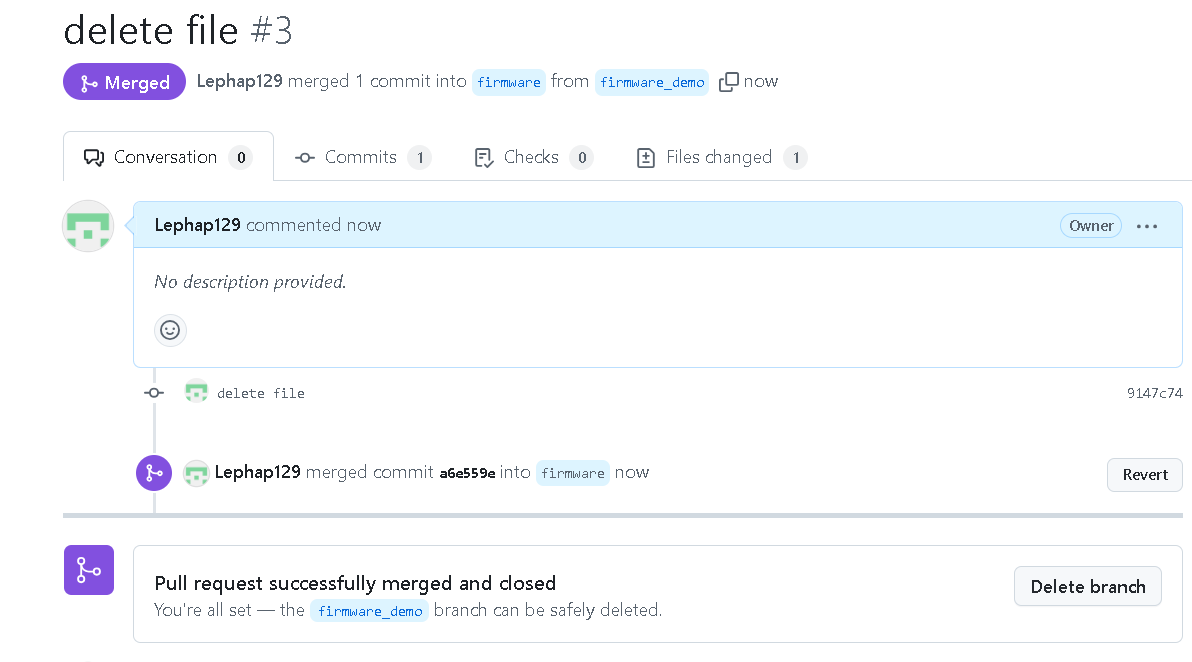 delete file #3
Merged Lephap129 merged 1 commit into firmware from firmware_demo now
Conversation 0 Commits 1 Checks 0 Files changed 1
Lephap129 commented now Owner
No description provided.
delete file 9147c74
Lephap129 merged commit a6e559e into firmware now Revert
Pull request successfully merged and closed
You're all set — the firmware_demo branch can be safely deleted.
Delete branch